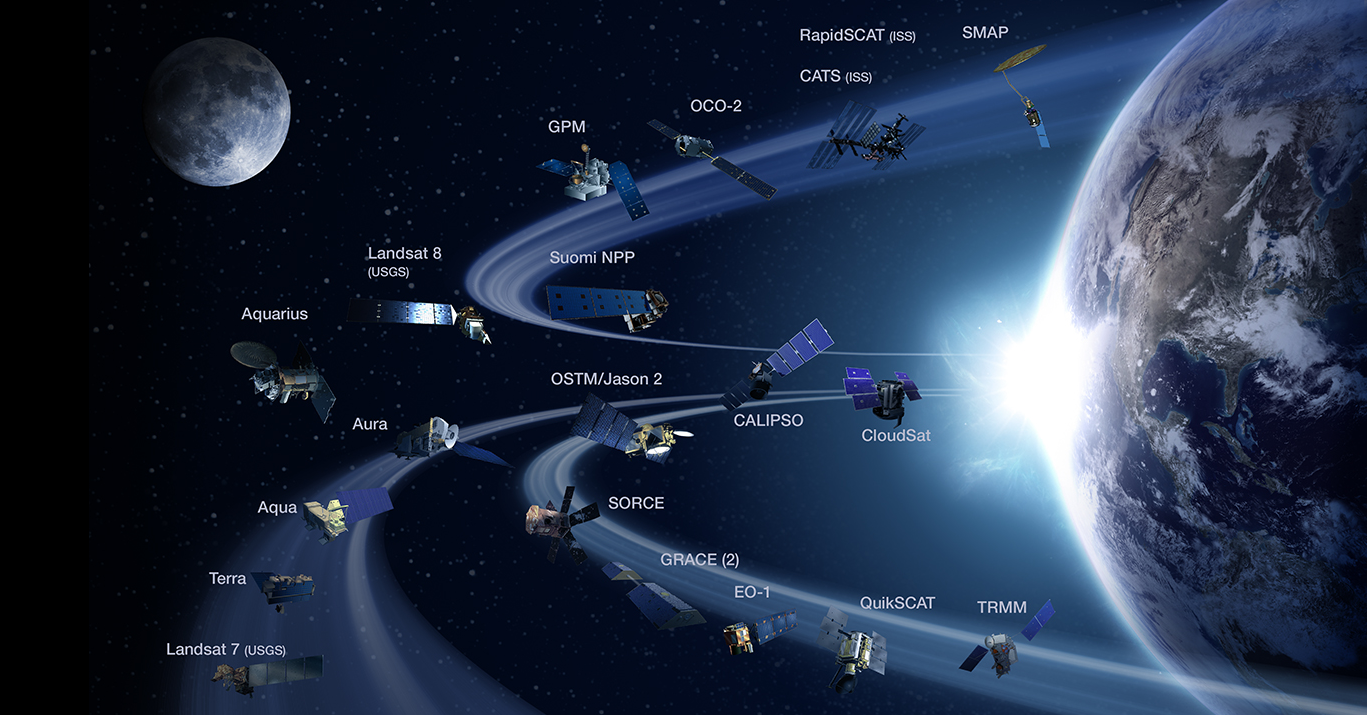 RapidSCAT (ISS)
SMAP
CATS (ISS)
OCO-2
GPM
Landsat 8
(USGS)
Suomi NPP
Aquarius
OSTM/Jason 2
Aura
CALIPSO
CloudSat
Aqua
SORCE
GRACE (2)
Terra
EO-1
QuikSCAT
TRMM
Landsat 7 (USGS)